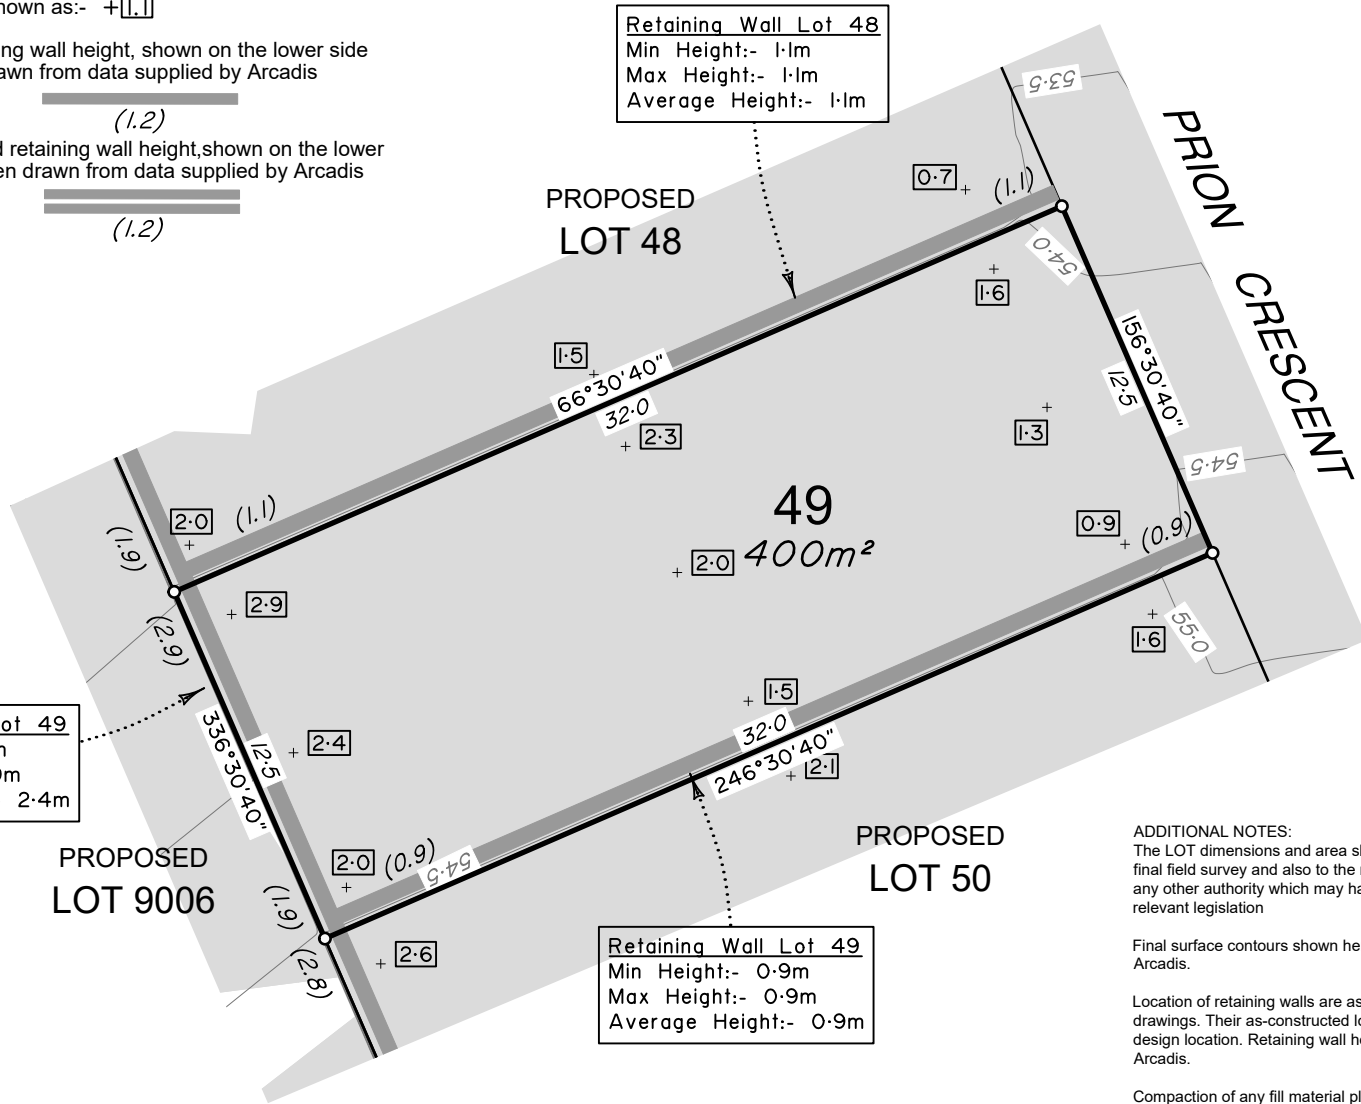 hown as:- +1.1
ng wall height, shown on the lower side
awn from data supplied by Arcadis
(1.2)
d retaining wall height,shown on the lower
en drawn from data supplied by Arcadis
(1.2)
Retaining Wall Lot 48
Min Height:- 1·1m
Max Height:- 1·1m
Average Height:- 1·1m
53·5
PRION CRESCENT
PROPOSED
LOT 48
0·7
(1.1)
54·0
1·6
156°30'40"
12·5
1·5
66°30'40"
32·0
2·3
1·3
54·5
49
400m²
2·0
(1.1)
(1.9)
0·9
(0.9)
2·0
2·9
(2.9)
1·6
55·0
ot 49
m
9m
2·4m
336°30'40"
12·5
2·4
1·5
32·0
246°30'40"
2·1
PROPOSED
LOT 9006
2·0
(0.9)
54·5
(1.9)
(2.8)
2·6
PROPOSED
LOT 50
Retaining Wall Lot 49
Min Height:- 0·9m
Max Height:- 0·9m
Average Height:- 0·9m
ADDITIONAL NOTES:
The LOT dimensions and area s
final field survey and also to the
any other authority which may ha
relevant legislation
Final surface contours shown he
Arcadis.
Location of retaining walls are as
drawings. Their as-constructed lo
design location. Retaining wall he
Arcadis.
Compaction of any fill material pl